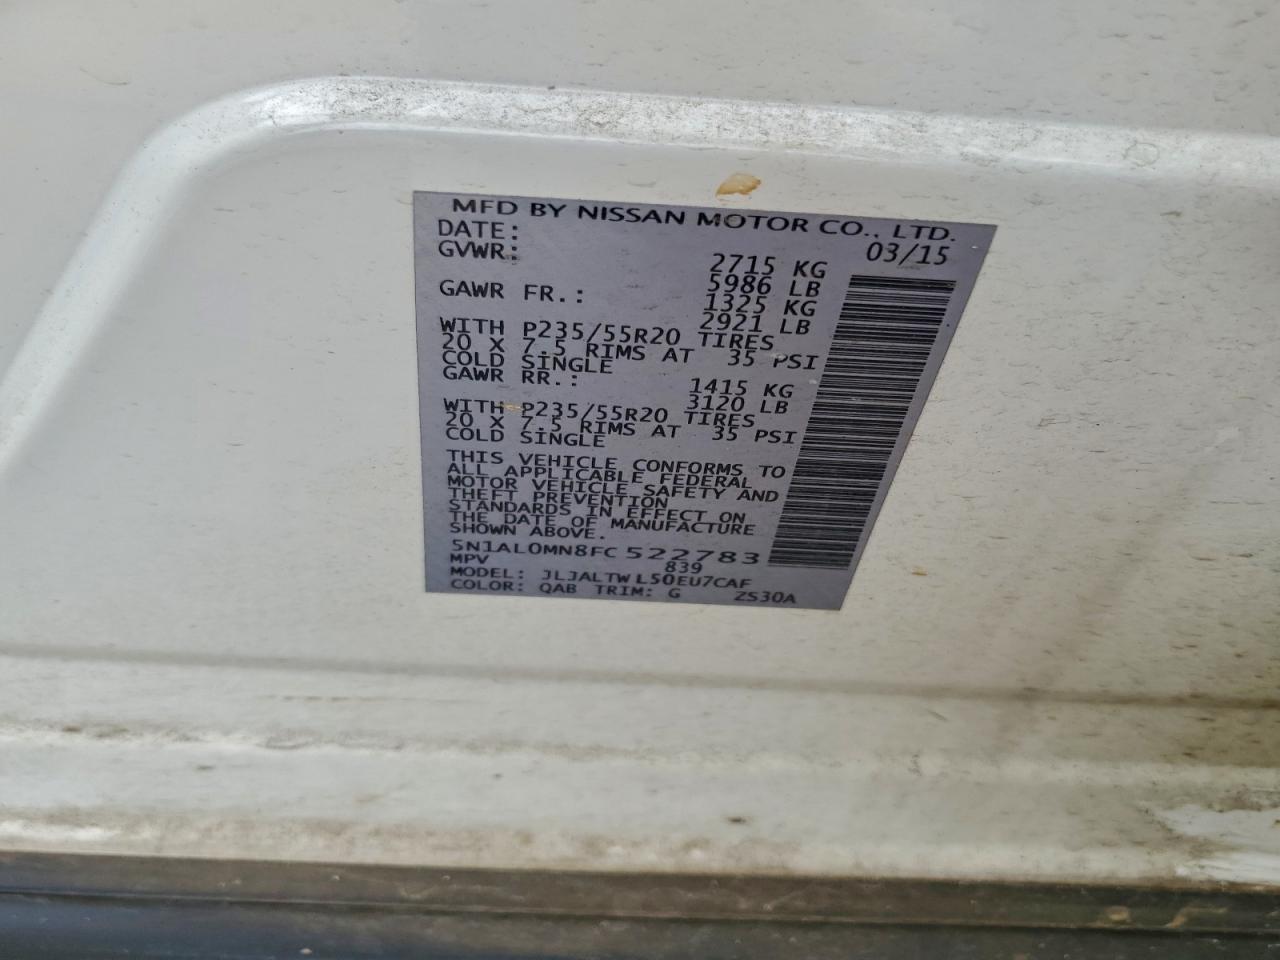 MFD BY NISSAN MOTOR CO., LTD.
DATE: 03/15
GVWR: 2715 KG
5986 LB
GAWR FR.: 1325 KG
2921 LB
WITH P235/55R20 TIRES
20 X 7.5 RIMS AT 35 PSI
COLD SINGLE
GAWR RR.: 1415 KG
3120 LB
WITH P235/55R20 TIRES
20 X 7.5 RIMS AT 35 PSI
COLD SINGLE
THIS VEHICLE CONFORMS TO
ALL APPLICABLE FEDERAL
MOTOR VEHICLE SAFETY AND
THEFT PREVENTION
STANDARDS IN EFFECT ON
THE DATE OF MANUFACTURE
SHOWN ABOVE.
5N1AL0MN8FC522783
MPV 839
MODEL: JLJALTWL50EU7CAF
COLOR: QAB TRIM: G ZS30A